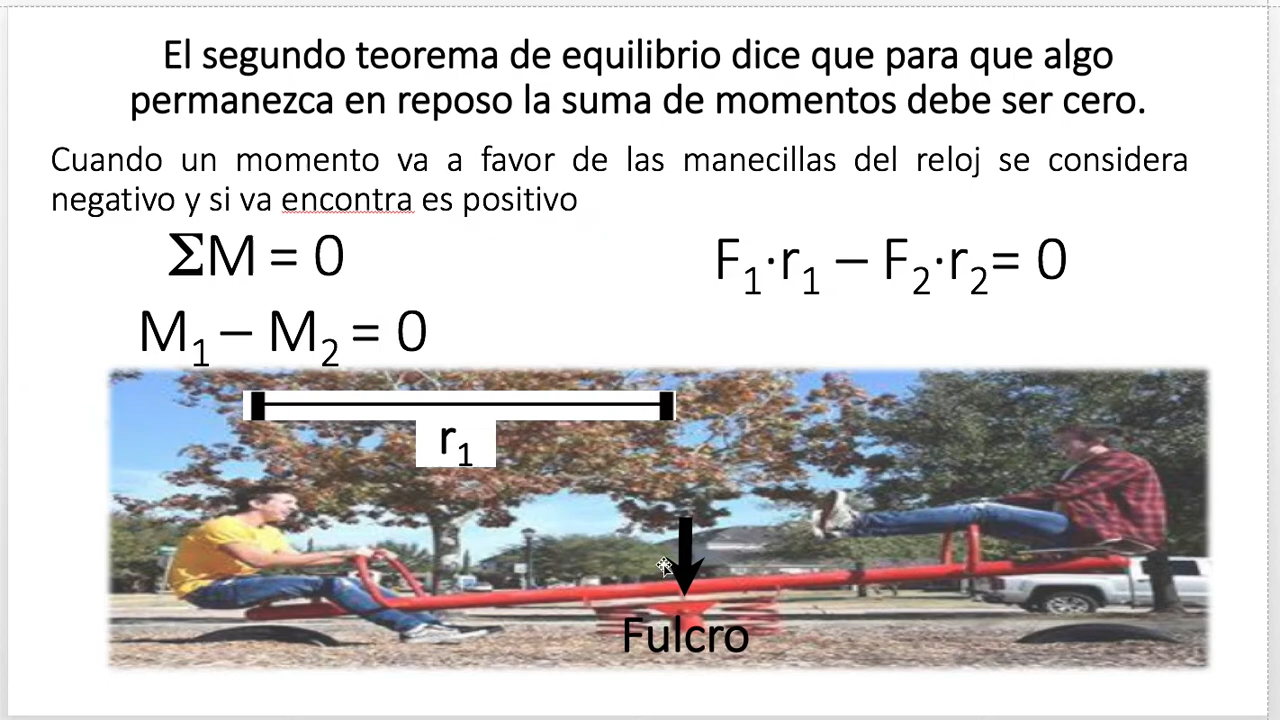 El segundo teorema de equilibrio dice que para que algo
permanezca en reposo la suma de momentos debe ser cero.
Cuando un momento va a favor de las manecillas del reloj se considera
negativo y si va encontra es positivo
ΣM = 0
F₁·r₁ – F₂·r₂= 0
M₁ – M₂ = 0
r₁
Fulcro